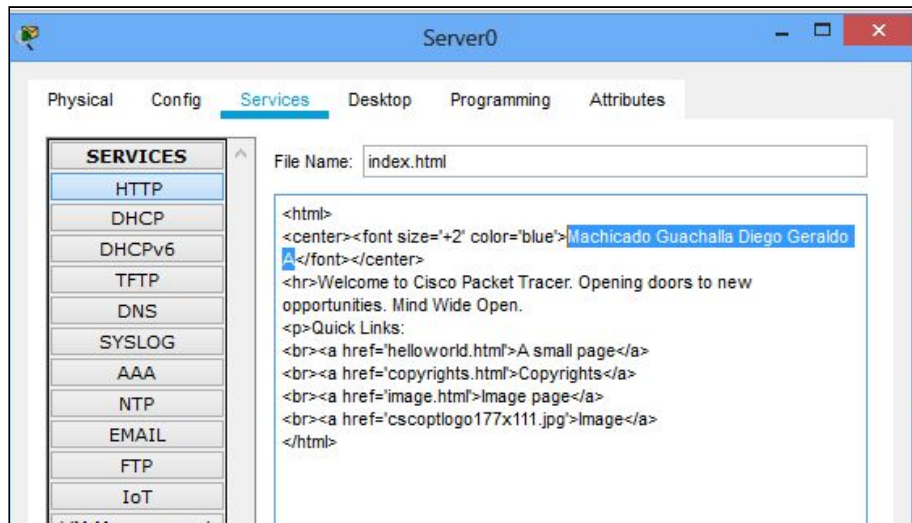 Server0
Physical Config Services Desktop Programming Attributes
SERVICES
HTTP
DHCP
DHCPv6
TFTP
DNS
SYSLOG
AAA
NTP
EMAIL
FTP
IoT
File Name: index.html
<html>
<center><font size='+2' color='blue'>Machicado Guachalla Diego Geraldo
A</font></center>
<hr>Welcome to Cisco Packet Tracer. Opening doors to new
opportunities. Mind Wide Open.
<p>Quick Links:
<br><a href='helloworld.html'>A small page</a>
<br><a href='copyrights.html'>Copyrights</a>
<br><a href='image.html'>Image page</a>
<br><a href='cscoptlogo177x111.jpg'>Image</a>
</html>